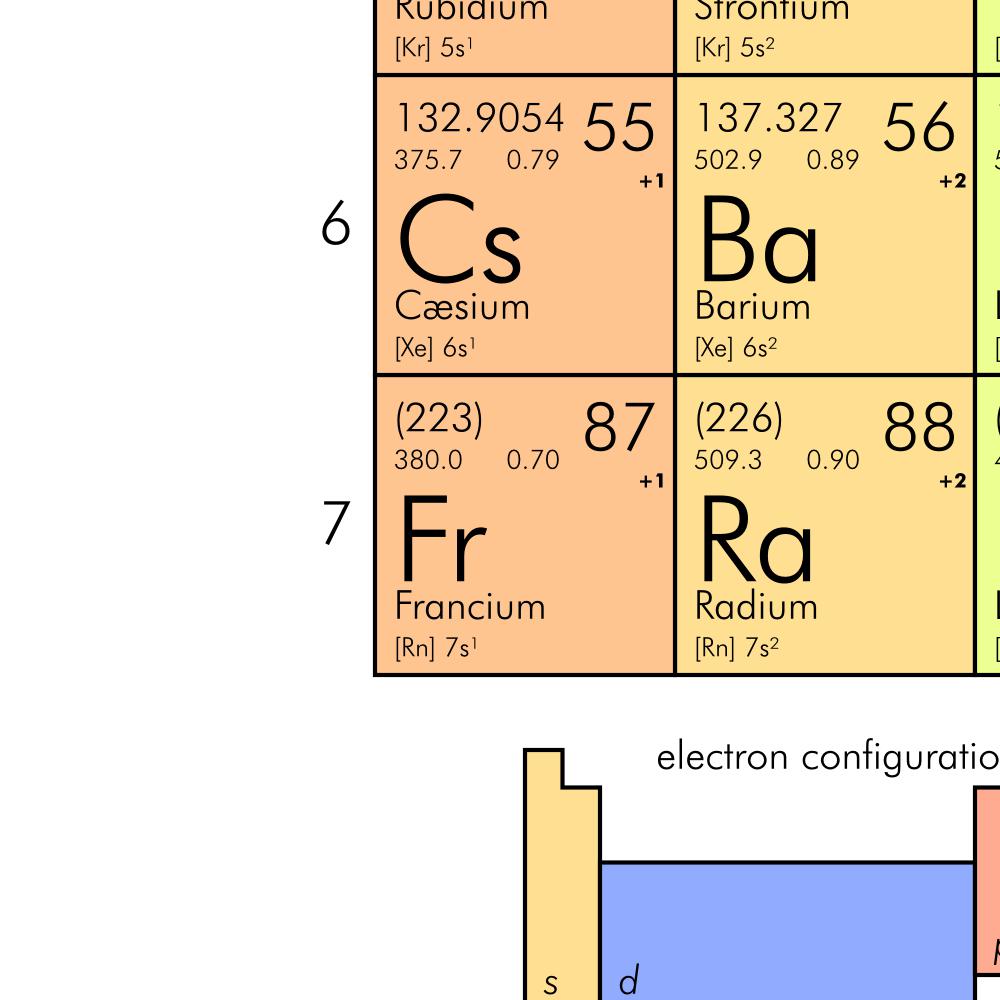 Rubidium Strontium
[Kr] 5s¹ [Kr] 5s²
132.9054 55 137.327 56
375.7 0.79 502.9 0.89
+1 +2
6 Cs Ba
Cæsium Barium
[Xe] 6s¹ [Xe] 6s²
(223) 87 (226) 88
380.0 0.70 509.3 0.90
+1 +2
7 Fr Ra
Francium Radium
[Rn] 7s¹ [Rn] 7s²
electron configuratio
s d p